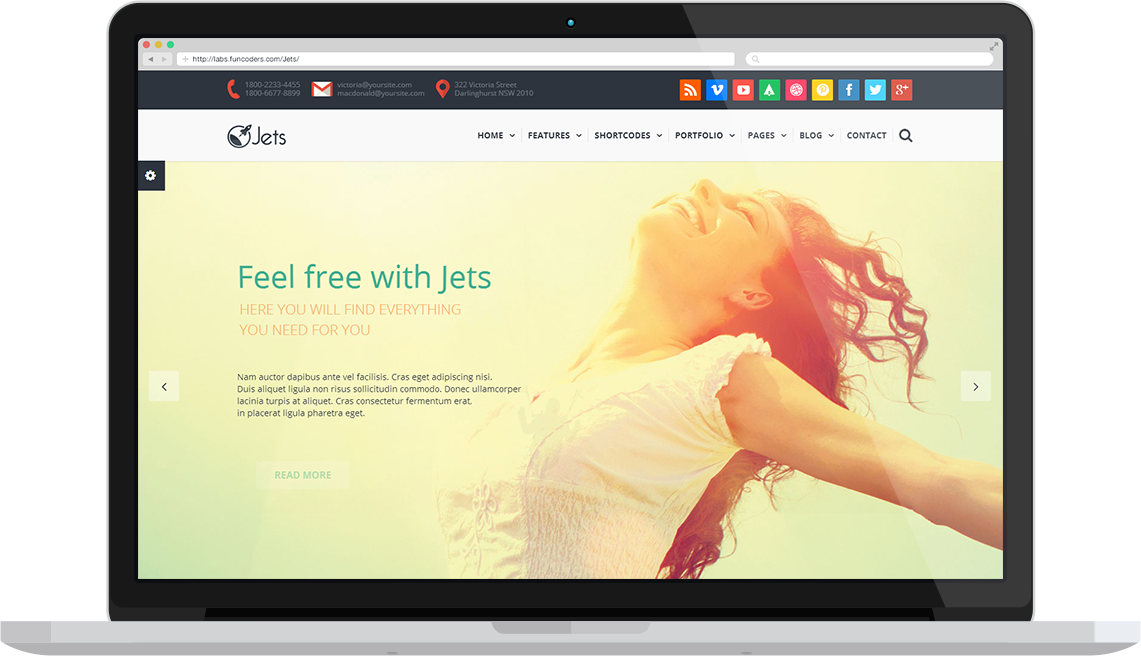 http://labs.funcoders.com/Jets/
1800-2233-4455
1800-6677-8899
victoria@yoursite.com
macdonald@yoursite.com
322 Victoria Street
Darlinghurst NSW 2010
g+
Jets
HOME FEATURES SHORTCODES PORTFOLIO PAGES BLOG CONTACT
Feel free with Jets
HERE YOU WILL FIND EVERYTHING
YOU NEED FOR YOU
Nam auctor dapibus ante vel facilisis. Cras eget adipiscing nisi.
Duis aliquet ligula non risus sollicitudin commodo. Donec ullamcorper
lacinia turpis at aliquet. Cras consectetur fermentum erat,
in placerat ligula pharetra eget.
READ MORE